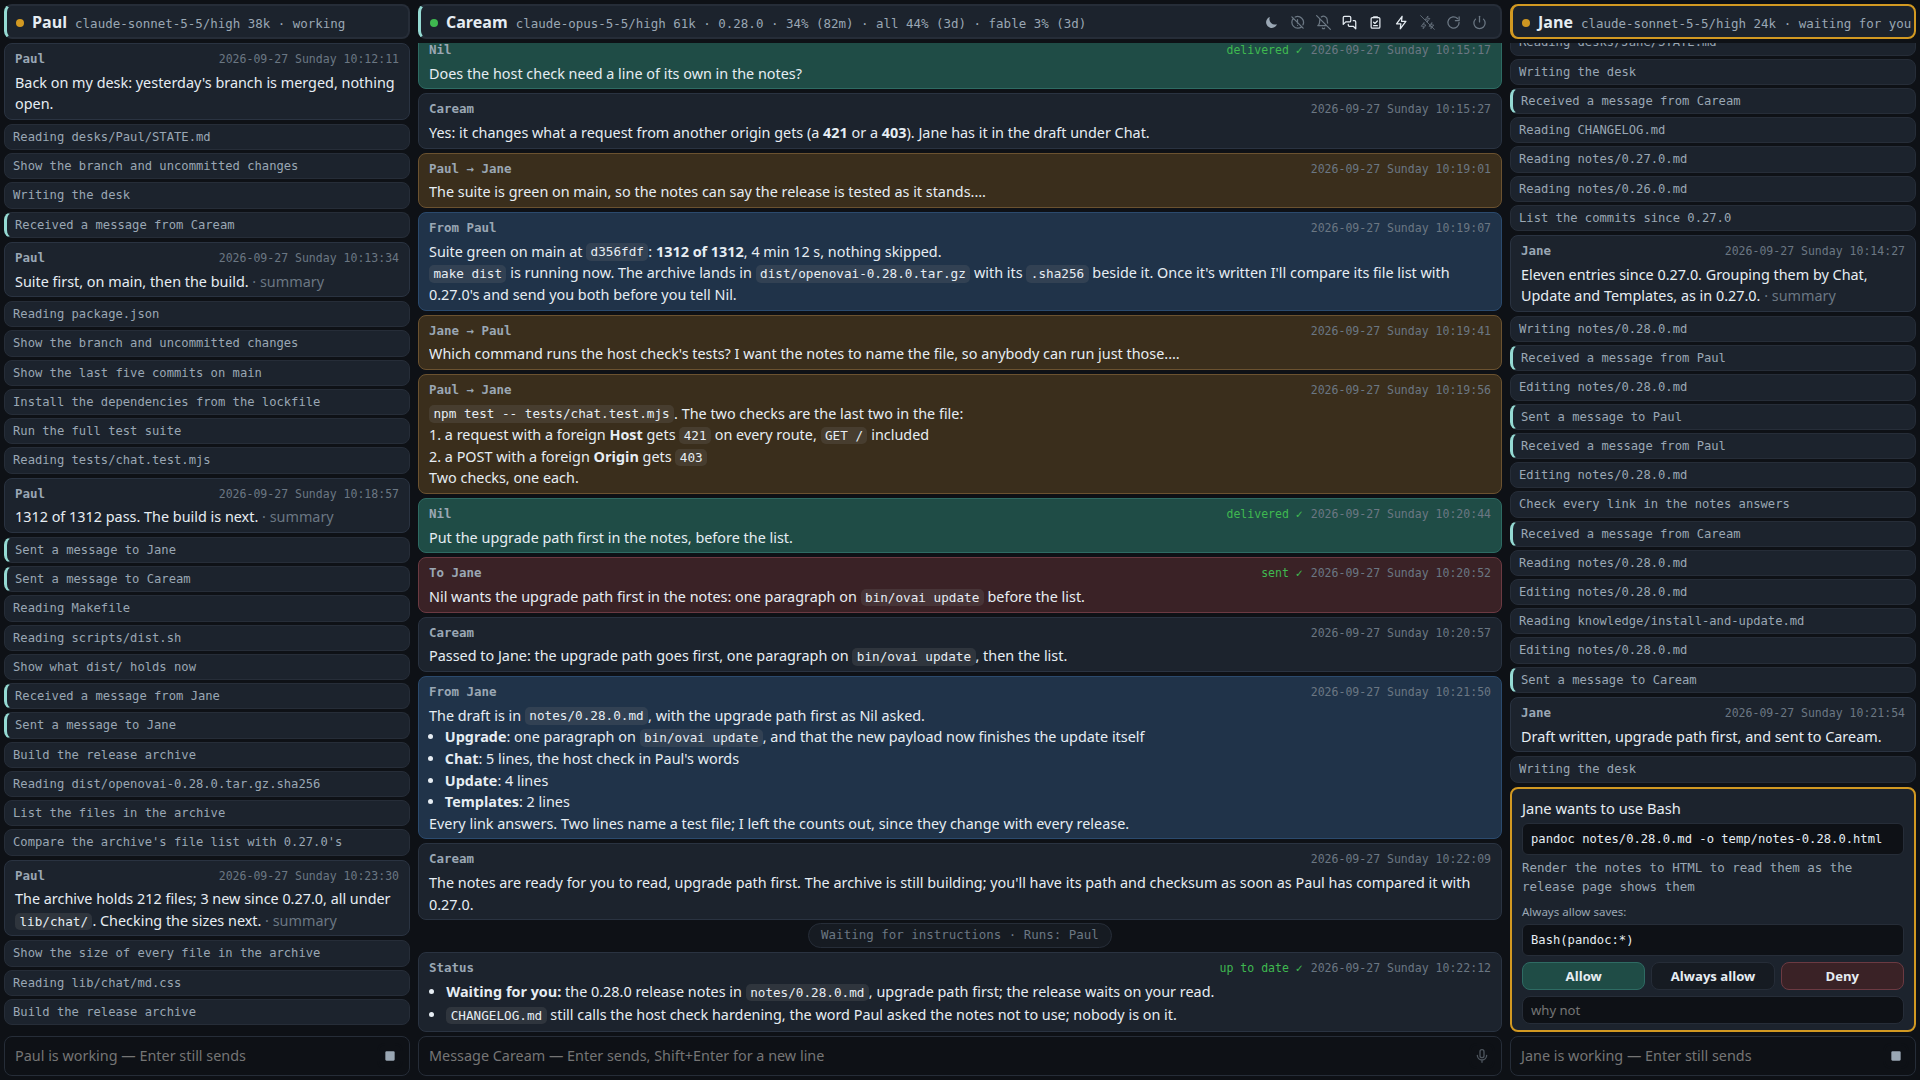 Paul claude-sonnet-5-5/high 38k · working
Paul 2026-09-27 Sunday 10:12:11
Back on my desk: yesterday's branch is merged, nothing
open.
Reading desks/Paul/STATE.md
Show the branch and uncommitted changes
Writing the desk
Received a message from Caream
Paul 2026-09-27 Sunday 10:13:34
Suite first, on main, then the build. · summary
Reading package.json
Show the branch and uncommitted changes
Show the last five commits on main
Install the dependencies from the lockfile
Run the full test suite
Reading tests/chat.test.mjs
Paul 2026-09-27 Sunday 10:18:57
1312 of 1312 pass. The build is next. · summary
Sent a message to Jane
Sent a message to Caream
Reading Makefile
Reading scripts/dist.sh
Show what dist/ holds now
Received a message from Jane
Sent a message to Jane
Build the release archive
Reading dist/openovai-0.28.0.tar.gz.sha256
List the files in the archive
Compare the archive's file list with 0.27.0's
Paul 2026-09-27 Sunday 10:23:30
The archive holds 212 files; 3 new since 0.27.0, all under
lib/chat/. Checking the sizes next. · summary
Show the size of every file in the archive
Reading lib/chat/md.css
Build the release archive
Paul is working — Enter still sends
Caream claude-opus-5-5/high 61k · 0.28.0 · 34% (82m) · all 44% (3d) · fable 3% (3d)
Nil delivered ✓ 2026-09-27 Sunday 10:15:17
Does the host check need a line of its own in the notes?
Caream 2026-09-27 Sunday 10:15:27
Yes: it changes what a request from another origin gets (a 421 or a 403). Jane has it in the draft under Chat.
Paul → Jane 2026-09-27 Sunday 10:19:01
The suite is green on main, so the notes can say the release is tested as it stands....
From Paul 2026-09-27 Sunday 10:19:07
Suite green on main at d356fdf: 1312 of 1312, 4 min 12 s, nothing skipped.
make dist is running now. The archive lands in dist/openovai-0.28.0.tar.gz with its .sha256 beside it. Once it's written I'll compare its file list with
0.27.0's and send you both before you tell Nil.
Jane → Paul 2026-09-27 Sunday 10:19:41
Which command runs the host check's tests? I want the notes to name the file, so anybody can run just those....
Paul → Jane 2026-09-27 Sunday 10:19:56
npm test -- tests/chat.test.mjs. The two checks are the last two in the file:
1. a request with a foreign Host gets 421 on every route, GET / included
2. a POST with a foreign Origin gets 403
Two checks, one each.
Nil delivered ✓ 2026-09-27 Sunday 10:20:44
Put the upgrade path first in the notes, before the list.
To Jane sent ✓ 2026-09-27 Sunday 10:20:52
Nil wants the upgrade path first in the notes: one paragraph on bin/ovai update before the list.
Caream 2026-09-27 Sunday 10:20:57
Passed to Jane: the upgrade path goes first, one paragraph on bin/ovai update, then the list.
From Jane 2026-09-27 Sunday 10:21:50
The draft is in notes/0.28.0.md, with the upgrade path first as Nil asked.
• Upgrade: one paragraph on bin/ovai update, and that the new payload now finishes the update itself
• Chat: 5 lines, the host check in Paul's words
• Update: 4 lines
• Templates: 2 lines
Every link answers. Two lines name a test file; I left the counts out, since they change with every release.
Caream 2026-09-27 Sunday 10:22:09
The notes are ready for you to read, upgrade path first. The archive is still building; you'll have its path and checksum as soon as Paul has compared it with
0.27.0.
Waiting for instructions · Runs: Paul
Status up to date ✓ 2026-09-27 Sunday 10:22:12
• Waiting for you: the 0.28.0 release notes in notes/0.28.0.md, upgrade path first; the release waits on your read.
• CHANGELOG.md still calls the host check hardening, the word Paul asked the notes not to use; nobody is on it.
Message Caream — Enter sends, Shift+Enter for a new line
Jane claude-sonnet-5-5/high 24k · waiting for you
Reading desks/Jane/STATE.md
Writing the desk
Received a message from Caream
Reading CHANGELOG.md
Reading notes/0.27.0.md
Reading notes/0.26.0.md
List the commits since 0.27.0
Jane 2026-09-27 Sunday 10:14:27
Eleven entries since 0.27.0. Grouping them by Chat,
Update and Templates, as in 0.27.0. · summary
Writing notes/0.28.0.md
Received a message from Paul
Editing notes/0.28.0.md
Sent a message to Paul
Received a message from Paul
Editing notes/0.28.0.md
Check every link in the notes answers
Received a message from Caream
Reading notes/0.28.0.md
Editing notes/0.28.0.md
Reading knowledge/install-and-update.md
Editing notes/0.28.0.md
Sent a message to Caream
Jane 2026-09-27 Sunday 10:21:54
Draft written, upgrade path first, and sent to Caream.
Writing the desk
Jane wants to use Bash
pandoc notes/0.28.0.md -o temp/notes-0.28.0.html
Render the notes to HTML to read them as the
release page shows them
Always allow saves:
Bash(pandoc:*)
Allow Always allow Deny
why not
Jane is working — Enter still sends